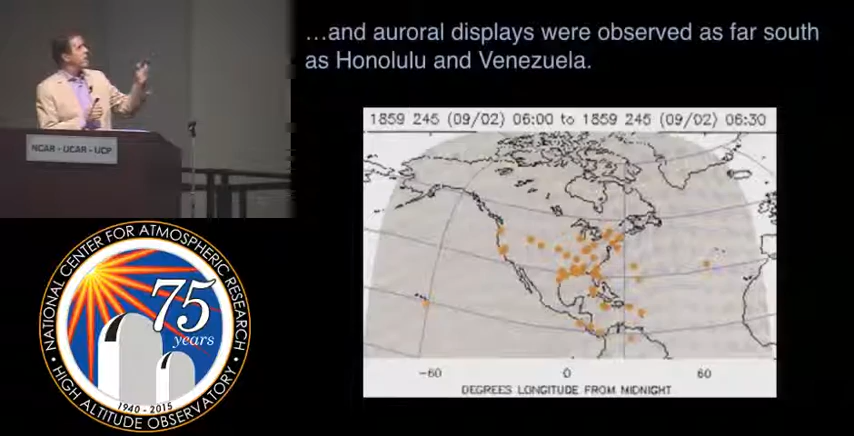 ...and auroral displays were observed as far south
as Honolulu and Venezuela.
NCAR - UCAR - UCP
1859 245 (09/02) 06:00 to 1859 245 (09/02) 06:30
-60
0
60
DEGREES LONGITUDE FROM MIDNIGHT
NATIONAL CENTER FOR ATMOSPHERIC RESEARCH
75
years
1940 - 2015
• HIGH ALTITUDE OBSERVATORY •